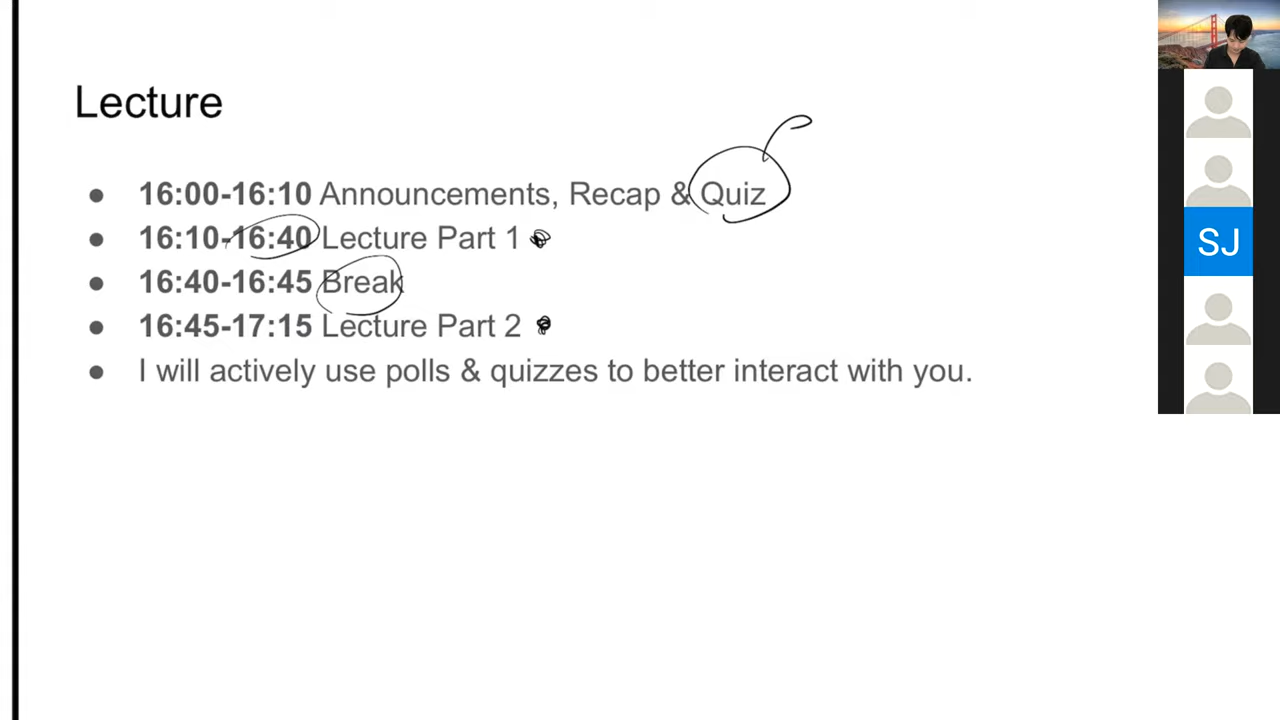 Lecture
● 16:00-16:10 Announcements, Recap & Quiz
● 16:10-16:40 Lecture Part 1
● 16:40-16:45 Break
● 16:45-17:15 Lecture Part 2
● I will actively use polls & quizzes to better interact with you.
SJ